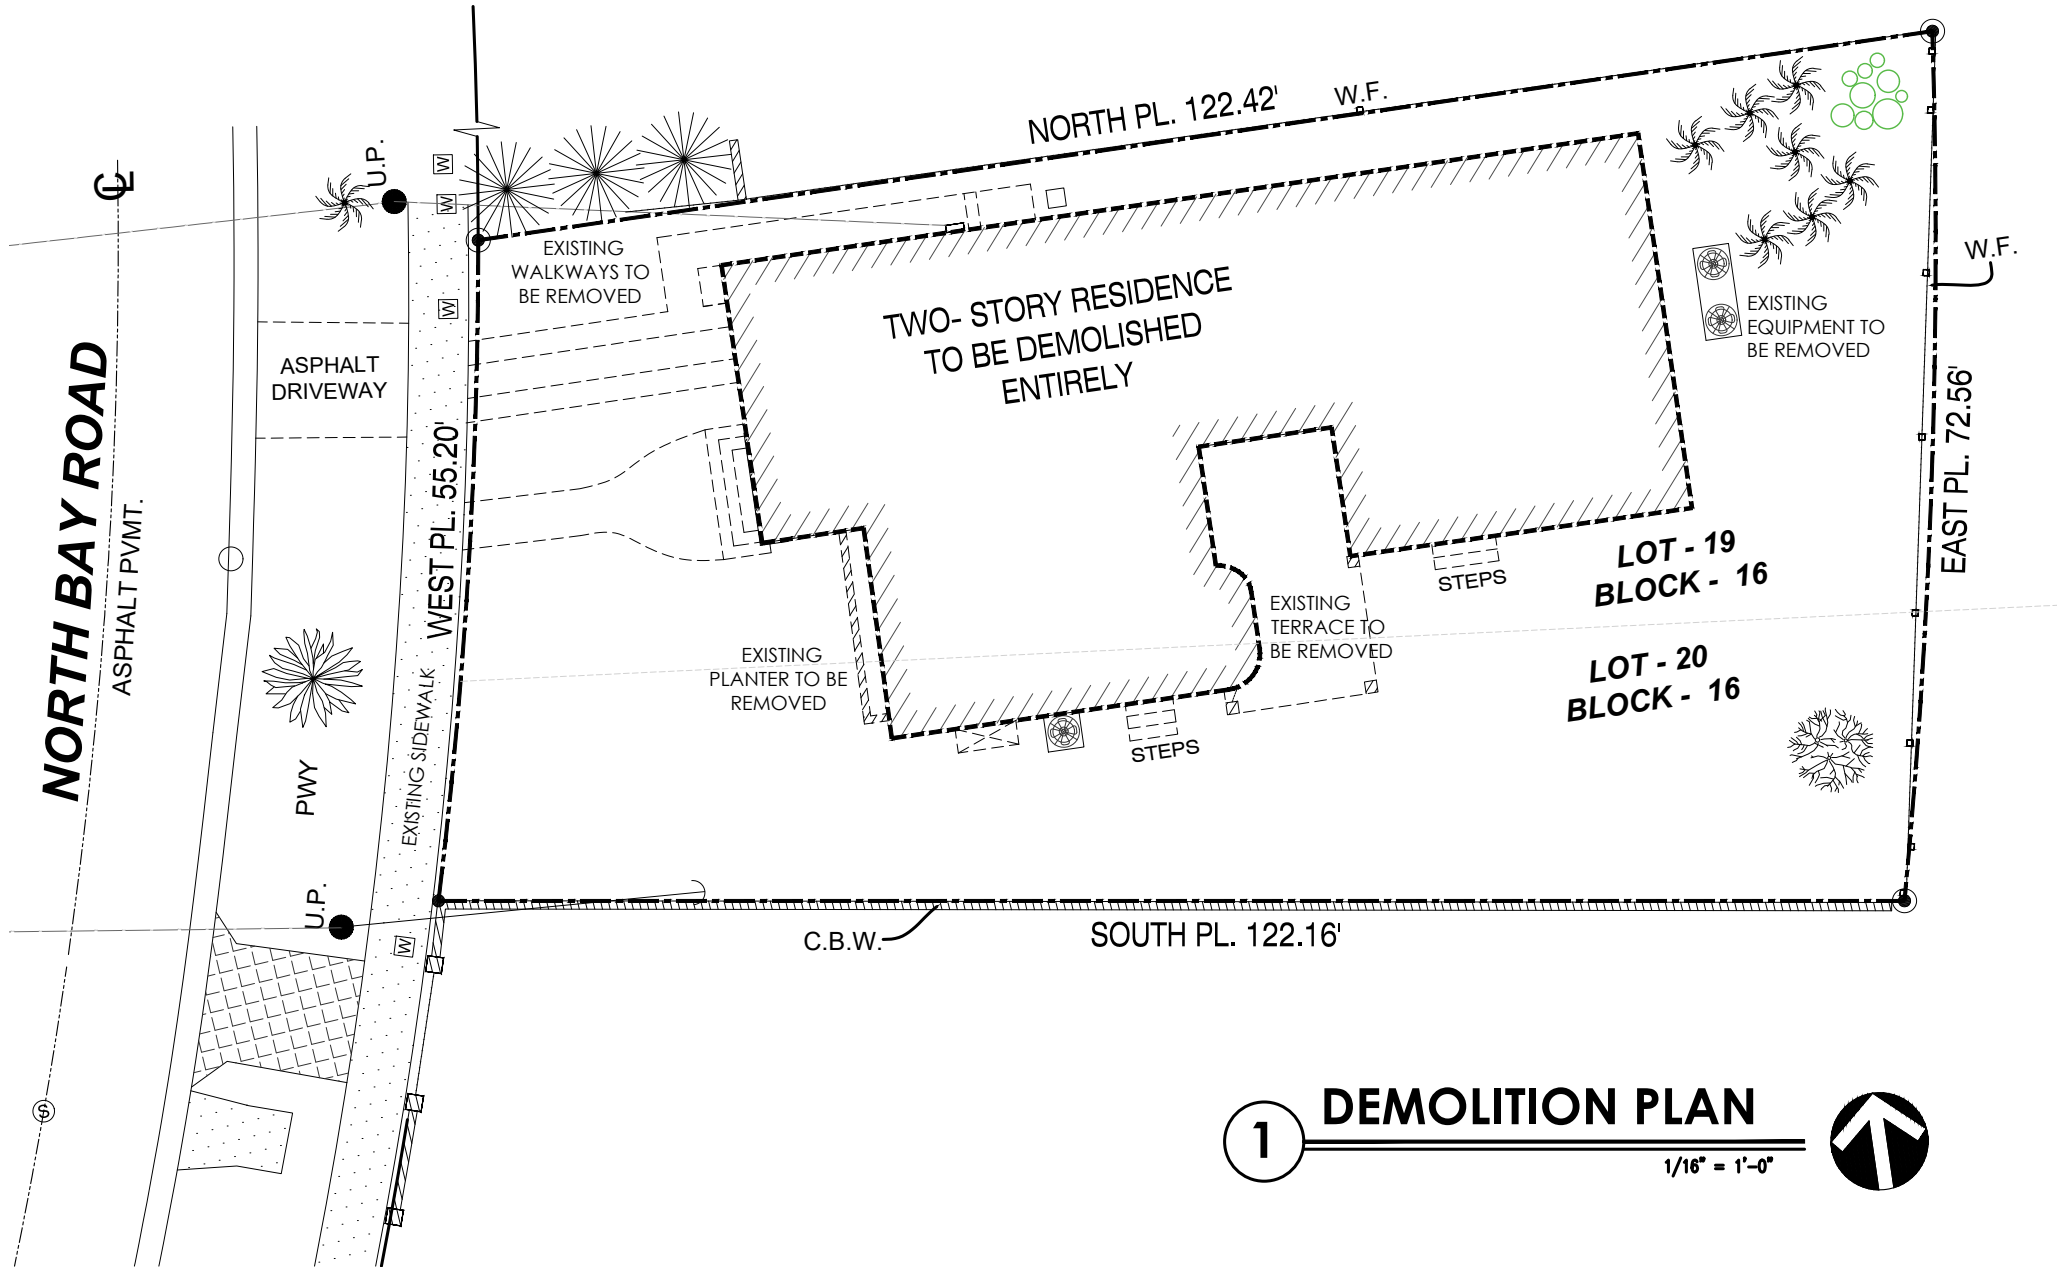 NORTH PL. 122.42'
W.F.
U.P.
W
W
W
EXISTING
WALKWAYS TO
BE REMOVED
TWO- STORY RESIDENCE
TO BE DEMOLISHED
ENTIRELY
W.F.
EXISTING
EQUIPMENT TO
BE REMOVED
ASPHALT
DRIVEWAY
NORTH BAY ROAD
ASPHALT PVMT.
WEST PL. 55.20'
EAST PL. 72.56'
LOT - 19
BLOCK - 16
STEPS
EXISTING
TERRACE TO
BE REMOVED
EXISTING
PLANTER TO BE
REMOVED
LOT - 20
BLOCK - 16
STEPS
EXISTING SIDEWALK
PWY
U.P.
W
C.B.W.
SOUTH PL. 122.16'
S
1
DEMOLITION PLAN
1/16" = 1'-0"